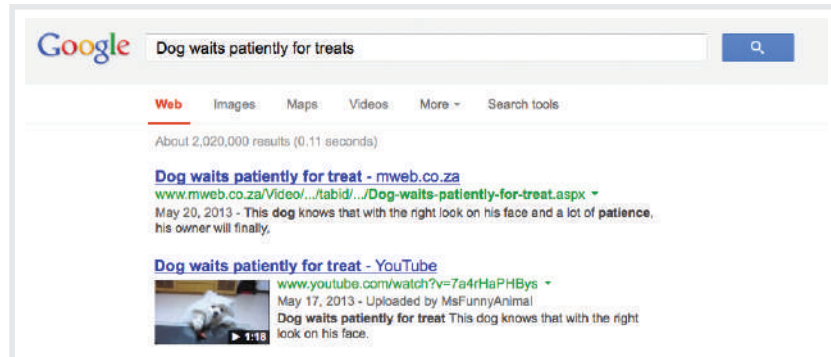 Google Dog waits patiently for treats
Web Images Maps Videos More Search tools
About 2,020,000 results (0.11 seconds)
Dog waits patiently for treat - mweb.co.za
www.mweb.co.za/Video/.../tabid/.../Dog-waits-patiently-for-treat.aspx
May 20, 2013 - This dog knows that with the right look on his face and a lot of patience,
his owner will finally,
Dog waits patiently for treat - YouTube
www.youtube.com/watch?v=7a4rHaPHBys
May 17, 2013 - Uploaded by MsFunnyAnimal
Dog waits patiently for treat This dog knows that with the right
look on his face.
1:18